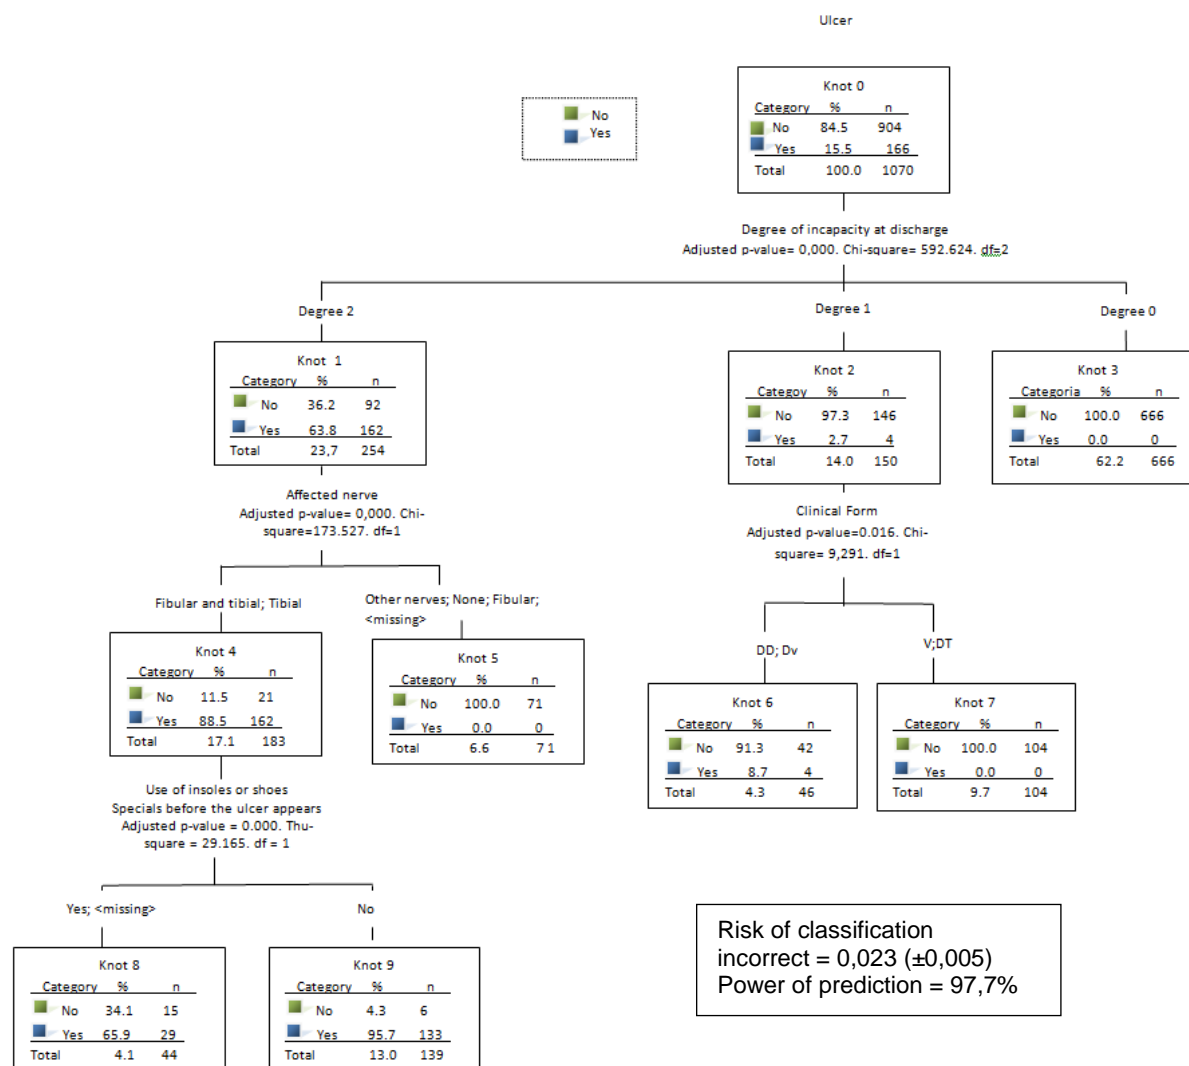 Ulcer
No
Yes
Knot 0
Category % n
No 84.5 904
Yes 15.5 166
Total 100.0 1070
Degree of incapacity at discharge
Adjusted p-value= 0,000. Chi-square= 592.624. df=2
Degree 2
Degree 1
Degree 0
Knot 1
Category % n
No 36.2 92
Yes 63.8 162
Total 23,7 254
Knot 2
Categoy % n
No 97.3 146
Yes 2.7 4
Total 14.0 150
Knot 3
Categoria % n
No 100.0 666
Yes 0.0 0
Total 62.2 666
Affected nerve
Adjusted p-value= 0,000. Chi-
square=173.527. df=1
Clinical Form
Adjusted p-value=0.016. Chi-
square= 9,291. df=1
Fibular and tibial; Tibial
Other nerves; None; Fibular;
<missing>
DD; Dv
V;DT
Knot 4
Category % n
No 11.5 21
Yes 88.5 162
Total 17.1 183
Knot 5
Category % n
No 100.0 71
Yes 0.0 0
Total 6.6 71
Knot 6
Category % n
No 91.3 42
Yes 8.7 4
Total 4.3 46
Knot 7
Category % n
No 100.0 104
Yes 0.0 0
Total 9.7 104
Use of insoles or shoes
Specials before the ulcer appears
Adjusted p-value = 0.000. Thu-
square = 29.165. df = 1
Yes; <missing>
No
Knot 8
Category % n
No 34.1 15
Yes 65.9 29
Total 4.1 44
Knot 9
Category % n
No 4.3 6
Yes 95.7 133
Total 13.0 139
Risk of classification
incorrect = 0,023 (±0,005)
Power of prediction = 97,7%